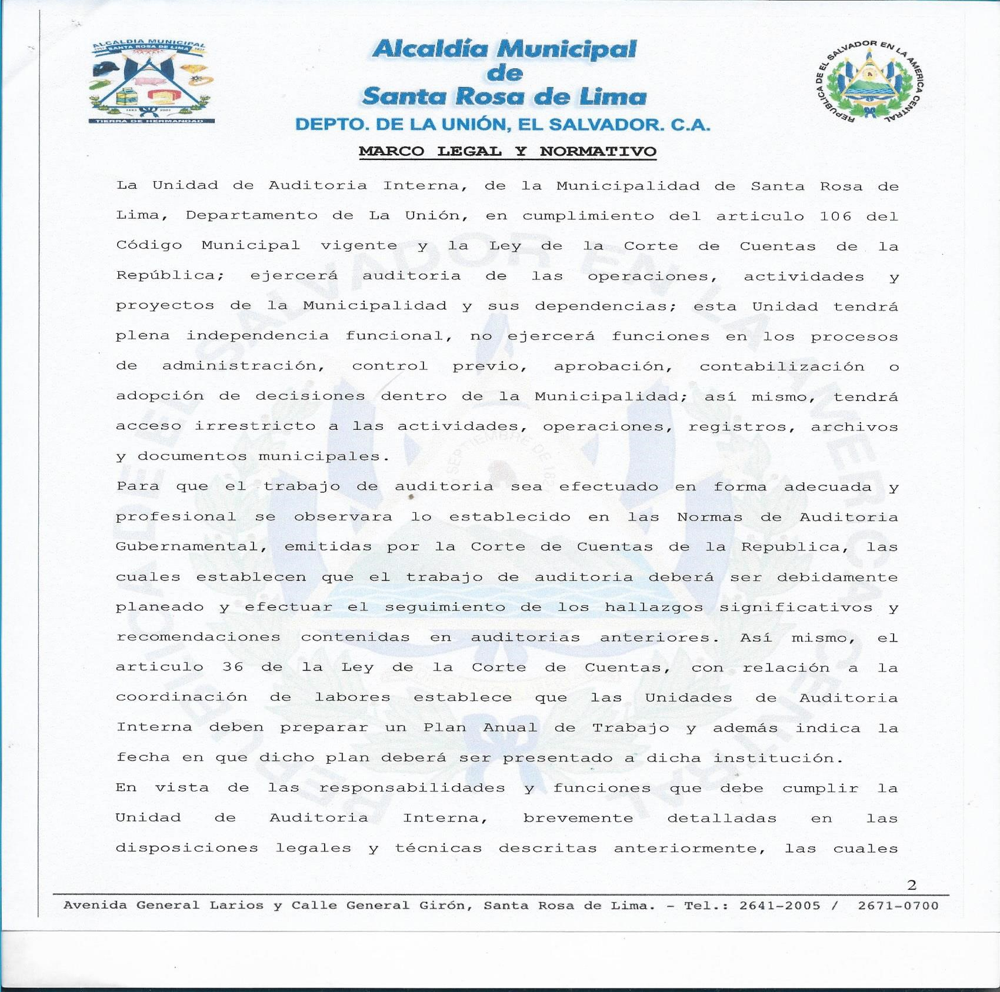 ALCALDIA MUNICIPAL
SANTA ROSA DE LIMA
TIERRA DE HERMANDAD
Alcaldía Municipal
de
Santa Rosa de Lima
DEPTO. DE LA UNIÓN, EL SALVADOR. C.A.
REPUBLICA DE EL SALVADOR EN LA AMERICA CENTRAL
MARCO LEGAL Y NORMATIVO
La Unidad de Auditoria Interna, de la Municipalidad de Santa Rosa de
Lima, Departamento de La Unión, en cumplimiento del articulo 106 del
Código Municipal vigente y la Ley de la Corte de Cuentas de la
República; ejercerá auditoria de las operaciones, actividades y
proyectos de la Municipalidad y sus dependencias; esta Unidad tendrá
plena independencia funcional, no ejercerá funciones en los procesos
de administración, control previo, aprobación, contabilización o
adopción de decisiones dentro de la Municipalidad; así mismo, tendrá
acceso irrestricto a las actividades, operaciones, registros, archivos
y documentos municipales.
Para que el trabajo de auditoria sea efectuado en forma adecuada y
profesional se observara lo establecido en las Normas de Auditoria
Gubernamental, emitidas por la Corte de Cuentas de la Republica, las
cuales establecen que el trabajo de auditoria deberá ser debidamente
planeado y efectuar el seguimiento de los hallazgos significativos y
recomendaciones contenidas en auditorias anteriores. Así mismo, el
articulo 36 de la Ley de la Corte de Cuentas, con relación a la
coordinación de labores establece que las Unidades de Auditoria
Interna deben preparar un Plan Anual de Trabajo y además indica la
fecha en que dicho plan deberá ser presentado a dicha institución.
En vista de las responsabilidades y funciones que debe cumplir la
Unidad de Auditoria Interna, brevemente detalladas en las
disposiciones legales y técnicas descritas anteriormente, las cuales
2
Avenida General Larios y Calle General Girón, Santa Rosa de Lima. – Tel.: 2641-2005 / 2671-0700